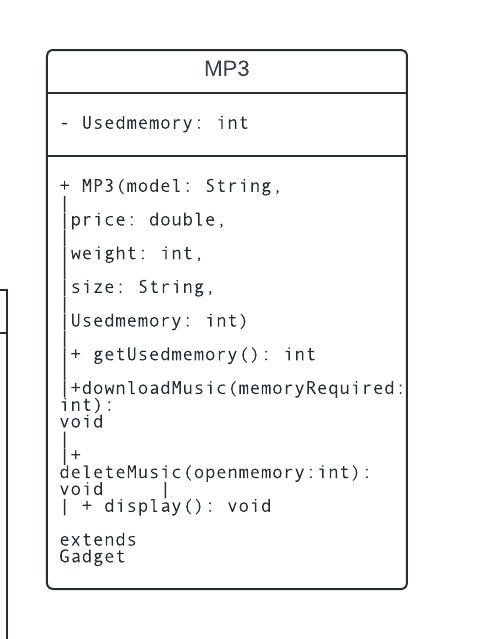 MP3
- Usedmemory: int
+ MP3(model: String,
|
|price: double,
|
|weight: int,
|
|size: String,
|
|Usedmemory: int)
|
|+ getUsedmemory(): int
|
|+downloadMusic(memoryRequired:
int):
void
|
|+
deleteMusic(openmemory:int):
void     |
| + display(): void
extends
Gadget